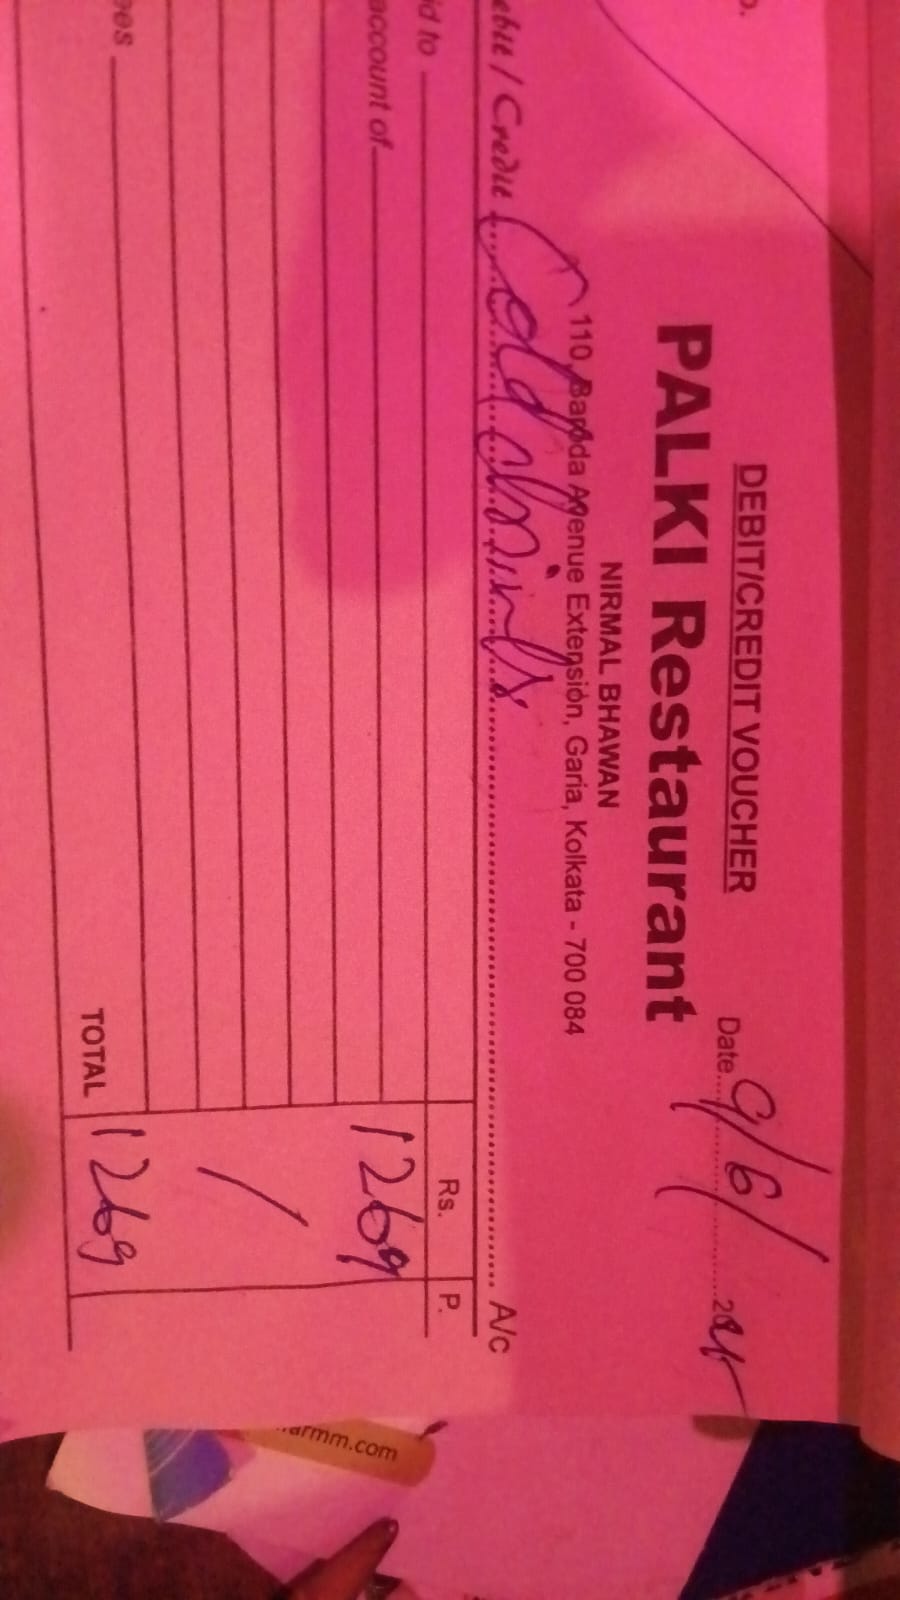 DEBIT/CREDIT VOUCHER
PALKI Restaurant
Date 9/6/
NIRMAL BHAWAN
110, Baroda Avenue Extension, Garia, Kolkata - 700 084
ebit / Credit Cold drinks A/c
id to
Rs. P.
account of
1269
/
ees
TOTAL 1269
armm.com